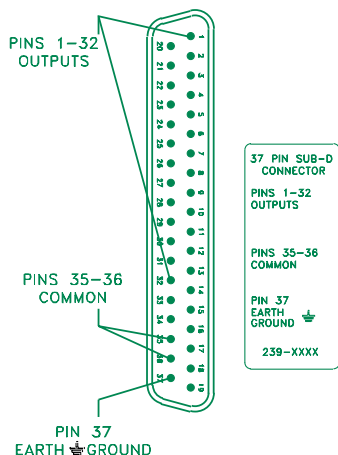 PINS 1-32
OUTPUTS
PINS 35-36
COMMON
PIN 37
EARTH GROUND
20
21
22
23
24
25
26
27
28
29
30
31
32
33
34
35
36
37
1
2
3
4
5
6
7
8
9
10
11
12
13
14
15
16
17
18
19
37 PIN SUB-D
CONNECTOR
PINS 1-32
OUTPUTS
PINS 35-36
COMMON
PIN 37
EARTH
GROUND
239-XXXX